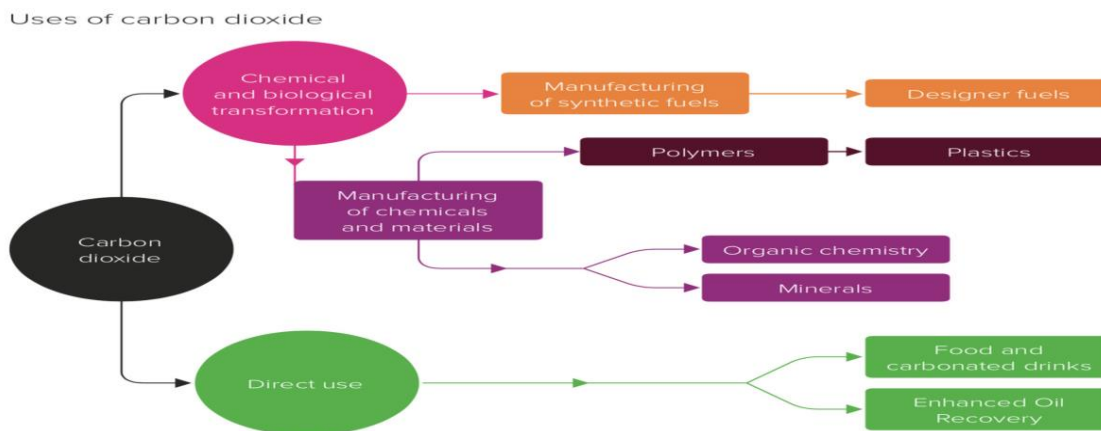 Uses of carbon dioxide
Chemical
and biological
transformation
Manufacturing
of synthetic fuels
Designer fuels
Polymers
Plastics
Manufacturing
of chemicals
and materials
Carbon
dioxide
Organic chemistry
Minerals
Direct use
Food and
carbonated drinks
Enhanced Oil
Recovery